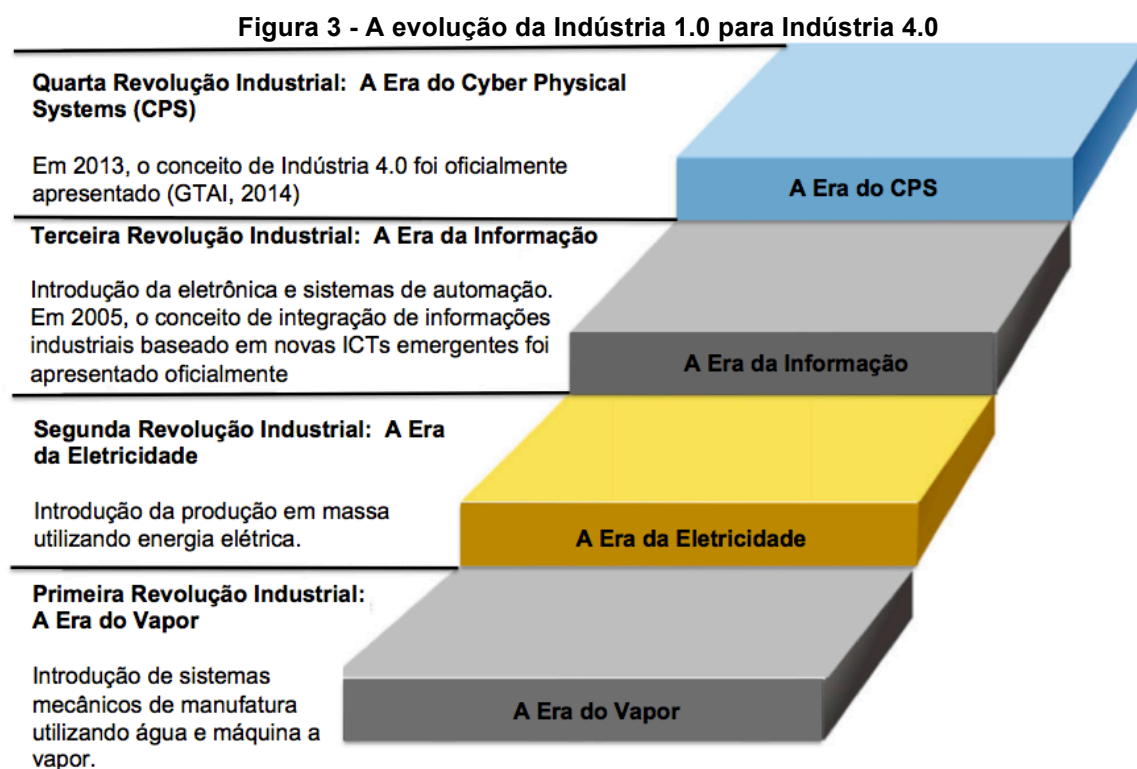 Figura 3 - A evolução da Indústria 1.0 para Indústria 4.0
Quarta Revolução Industrial: A Era do Cyber Physical
Systems (CPS)
Em 2013, o conceito de Indústria 4.0 foi oficialmente
apresentado (GTAI, 2014)
A Era do CPS
Terceira Revolução Industrial: A Era da Informação
Introdução da eletrônica e sistemas de automação.
Em 2005, o conceito de integração de informações
industriais baseado em novas ICTs emergentes foi
apresentado oficialmente
A Era da Informação
Segunda Revolução Industrial: A Era
da Eletricidade
Introdução da produção em massa
utilizando energia elétrica.
A Era da Eletricidade
Primeira Revolução Industrial:
A Era do Vapor
Introdução de sistemas
mecânicos de manufatura
utilizando água e máquina a
vapor.
A Era do Vapor